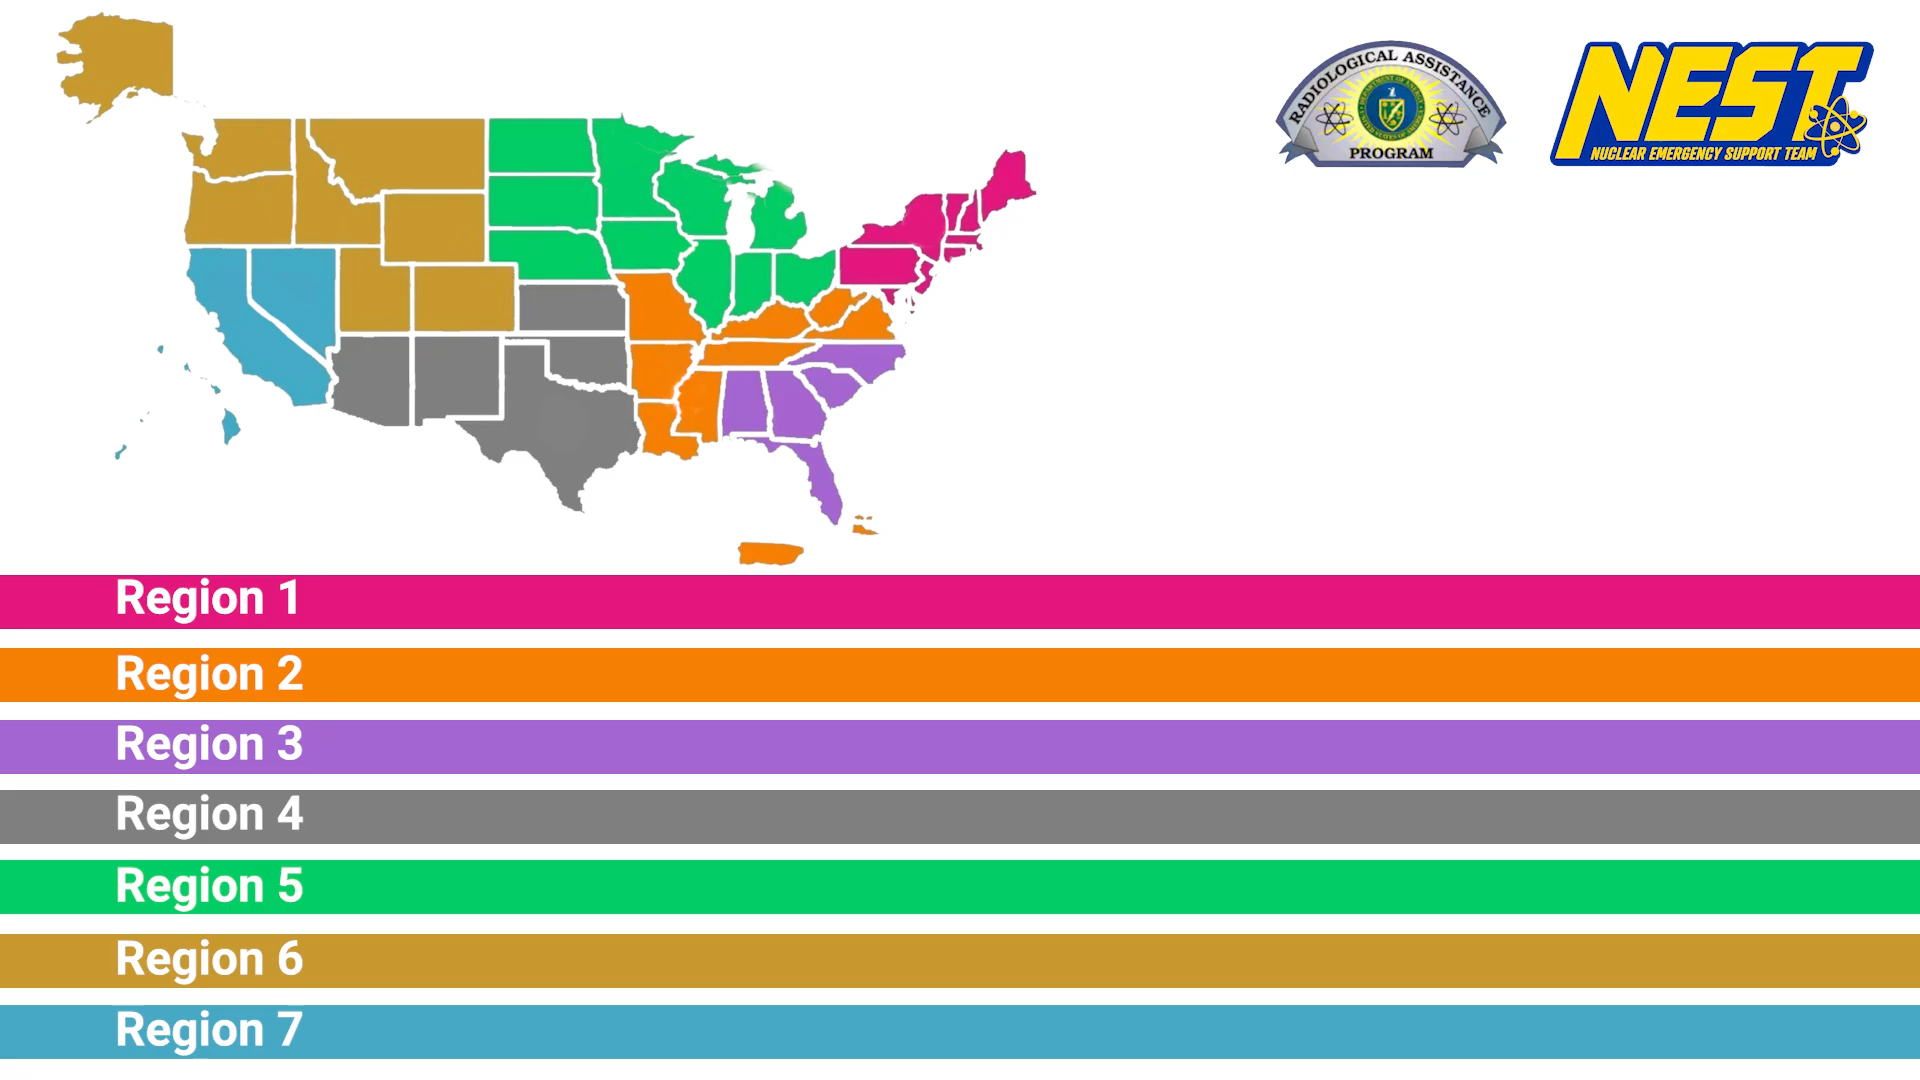 RADIOLOGICAL ASSISTANCE
PROGRAM
NEST
NUCLEAR EMERGENCY SUPPORT TEAM
Region 1
Region 2
Region 3
Region 4
Region 5
Region 6
Region 7